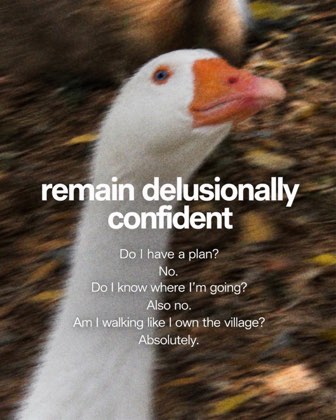 remain delusionally
confident
Do I have a plan?
No.
Do I know where I'm going?
Also no.
Am I walking like I own the village?
Absolutely.